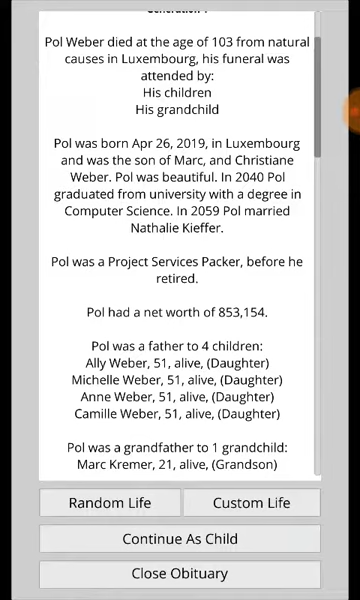 Pol Weber died at the age of 103 from natural
causes in Luxembourg, his funeral was
attended by:
His children
His grandchild
Pol was born Apr 26, 2019, in Luxembourg
and was the son of Marc, and Christiane
Weber. Pol was beautiful. In 2040 Pol
graduated from university with a degree in
Computer Science. In 2059 Pol married
Nathalie Kieffer.
Pol was a Project Services Packer, before he
retired.
Pol had a net worth of 853,154.
Pol was a father to 4 children:
Ally Weber, 51, alive, (Daughter)
Michelle Weber, 51, alive, (Daughter)
Anne Weber, 51, alive, (Daughter)
Camille Weber, 51, alive, (Daughter)
Pol was a grandfather to 1 grandchild:
Marc Kremer, 21, alive, (Grandson)
Random Life
Custom Life
Continue As Child
Close Obituary